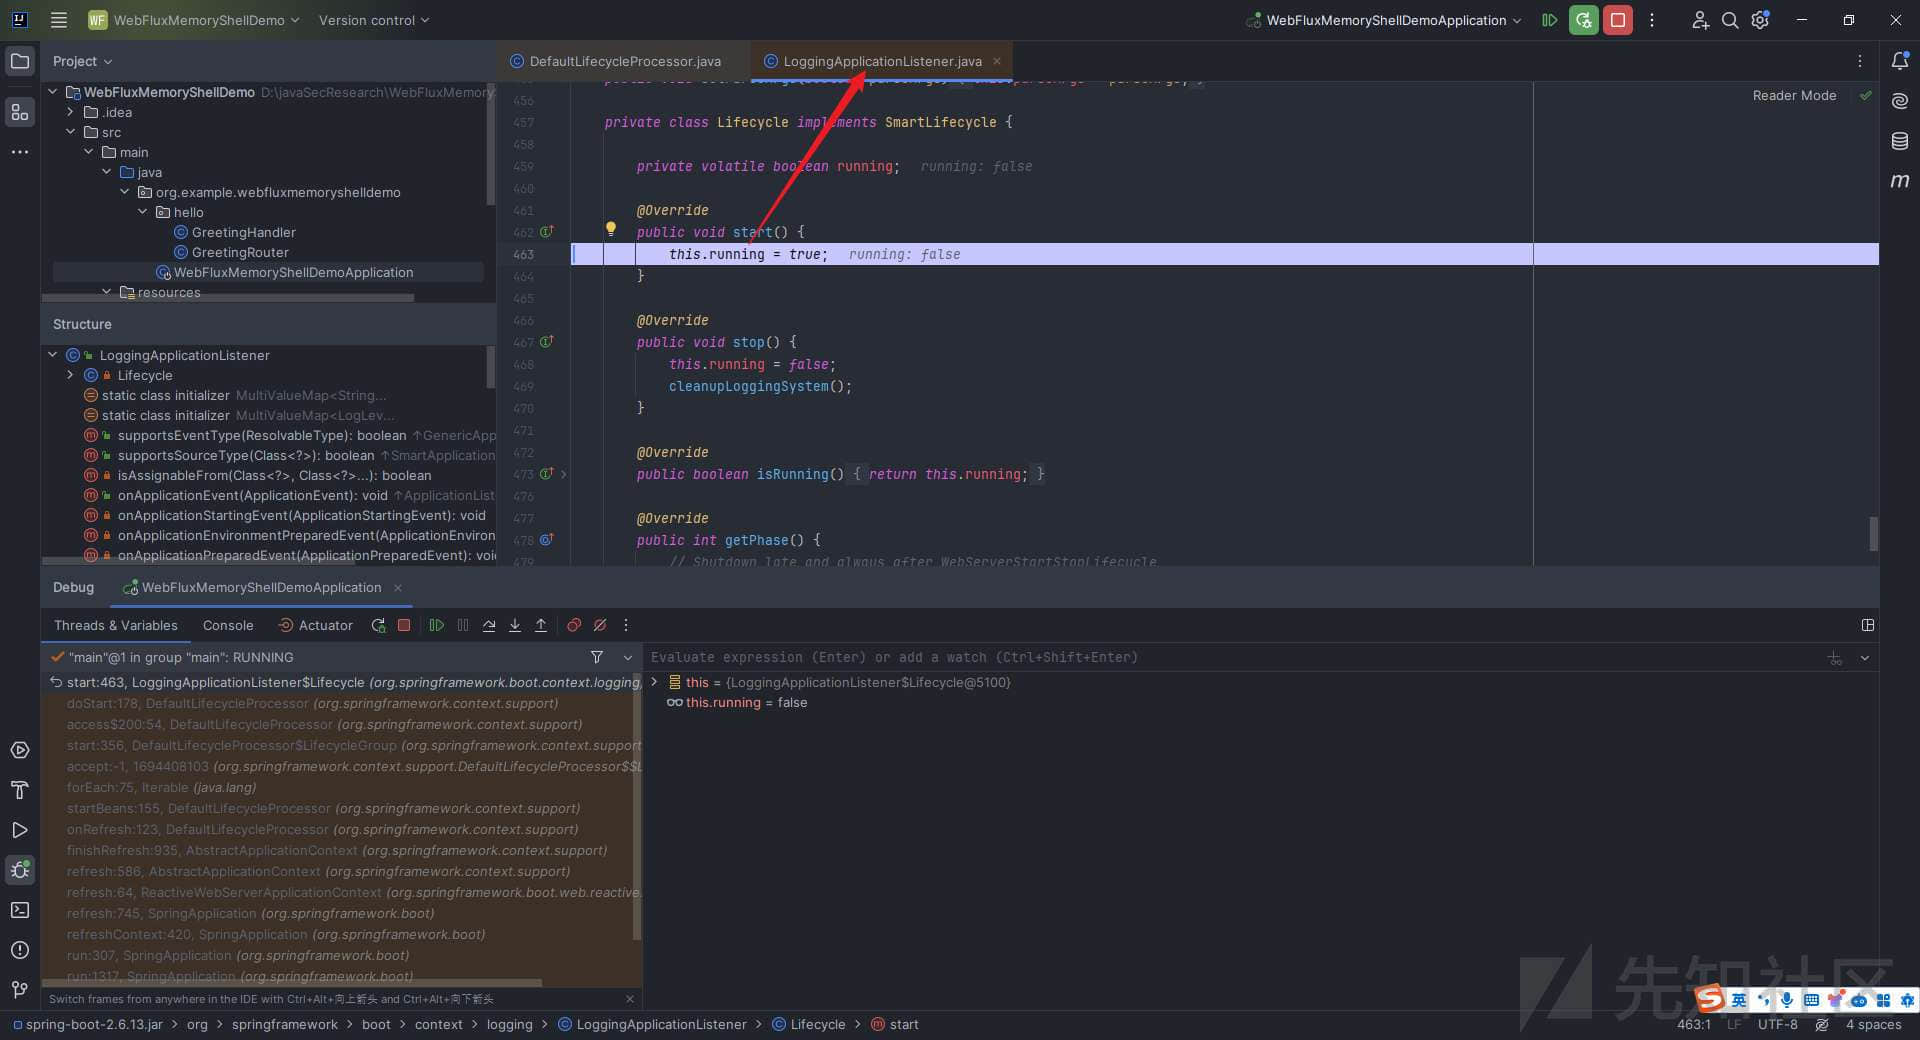 WF WebFluxMemoryShellDemo Version control WebFluxMemoryShellDemoApplication
Project
DefaultLifecycleProcessor.java LoggingApplicationListener.java
Reader Mode
WebFluxMemoryShellDemo D:\javaSecResearch\WebFluxMemory
.idea
src
main
java
org.example.webfluxmemoryshelldemo
hello
GreetingHandler
GreetingRouter
WebFluxMemoryShellDemoApplication
resources
Structure
LoggingApplicationListener
Lifecycle
static class initializer MultiValueMap<String...
static class initializer MultiValueMap<LogLev...
supportsEventType(ResolvableType): boolean ↑GenericApp
supportsSourceType(Class<?>): boolean ↑SmartApplication
isAssignableFrom(Class<?>, Class<?>...): boolean
onApplicationEvent(ApplicationEvent): void ↑ApplicationList
onApplicationStartingEvent(ApplicationStartingEvent): void
onApplicationEnvironmentPreparedEvent(ApplicationEnviron
onApplicationPreparedEvent(ApplicationPreparedEvent): voi
456
457 private class Lifecycle implements SmartLifecycle {
458
459 private volatile boolean running; running: false
460
461 @Override
462 public void start() {
463 this.running = true; running: false
464 }
465
466 @Override
467 public void stop() {
468 this.running = false;
469 cleanupLoggingSystem();
470 }
471
472 @Override
473 public boolean isRunning() { return this.running; }
476
477 @Override
478 public int getPhase() {
479 // Shutdown late and always after WebServerStartStopLifecycle
Debug WebFluxMemoryShellDemoApplication
Threads & Variables Console Actuator
"main"@1 in group "main": RUNNING
start:463, LoggingApplicationListener$Lifecycle (org.springframework.boot.context.logging
doStart:178, DefaultLifecycleProcessor (org.springframework.context.support)
access$200:54, DefaultLifecycleProcessor (org.springframework.context.support)
start:356, DefaultLifecycleProcessor$LifecycleGroup (org.springframework.context.support
accept:-1, 1694408103 (org.springframework.context.support.DefaultLifecycleProcessor$$L
forEach:75, Iterable (java.lang)
startBeans:155, DefaultLifecycleProcessor (org.springframework.context.support)
onRefresh:123, DefaultLifecycleProcessor (org.springframework.context.support)
finishRefresh:935, AbstractApplicationContext (org.springframework.context.support)
refresh:586, AbstractApplicationContext (org.springframework.context.support)
refresh:64, ReactiveWebServerApplicationContext (org.springframework.boot.web.reactive.
refresh:745, SpringApplication (org.springframework.boot)
refreshContext:420, SpringApplication (org.springframework.boot)
run:307, SpringApplication (org.springframework.boot)
run:1317, SpringApplication (org.springframework.boot)
Switch frames from anywhere in the IDE with Ctrl+Alt+向上箭头 and Ctrl+Alt+向下箭头
Evaluate expression (Enter) or add a watch (Ctrl+Shift+Enter)
this = {LoggingApplicationListener$Lifecycle@5100}
this.running = false
先知社区
英
spring-boot-2.6.13.jar org springframework boot context logging LoggingApplicationListener Lifecycle start
463:1 LF UTF-8 4 spaces